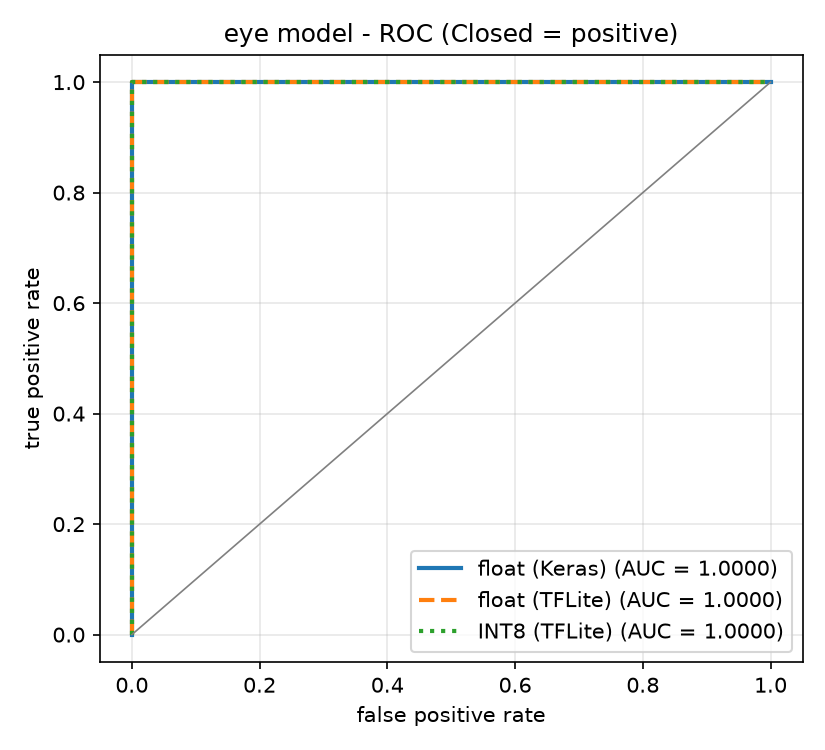 eye model - ROC (Closed = positive)
true positive rate
1.0
0.8
0.6
0.4
0.2
0.0
float (Keras) (AUC = 1.0000)
float (TFLite) (AUC = 1.0000)
INT8 (TFLite) (AUC = 1.0000)
0.0 0.2 0.4 0.6 0.8 1.0
false positive rate